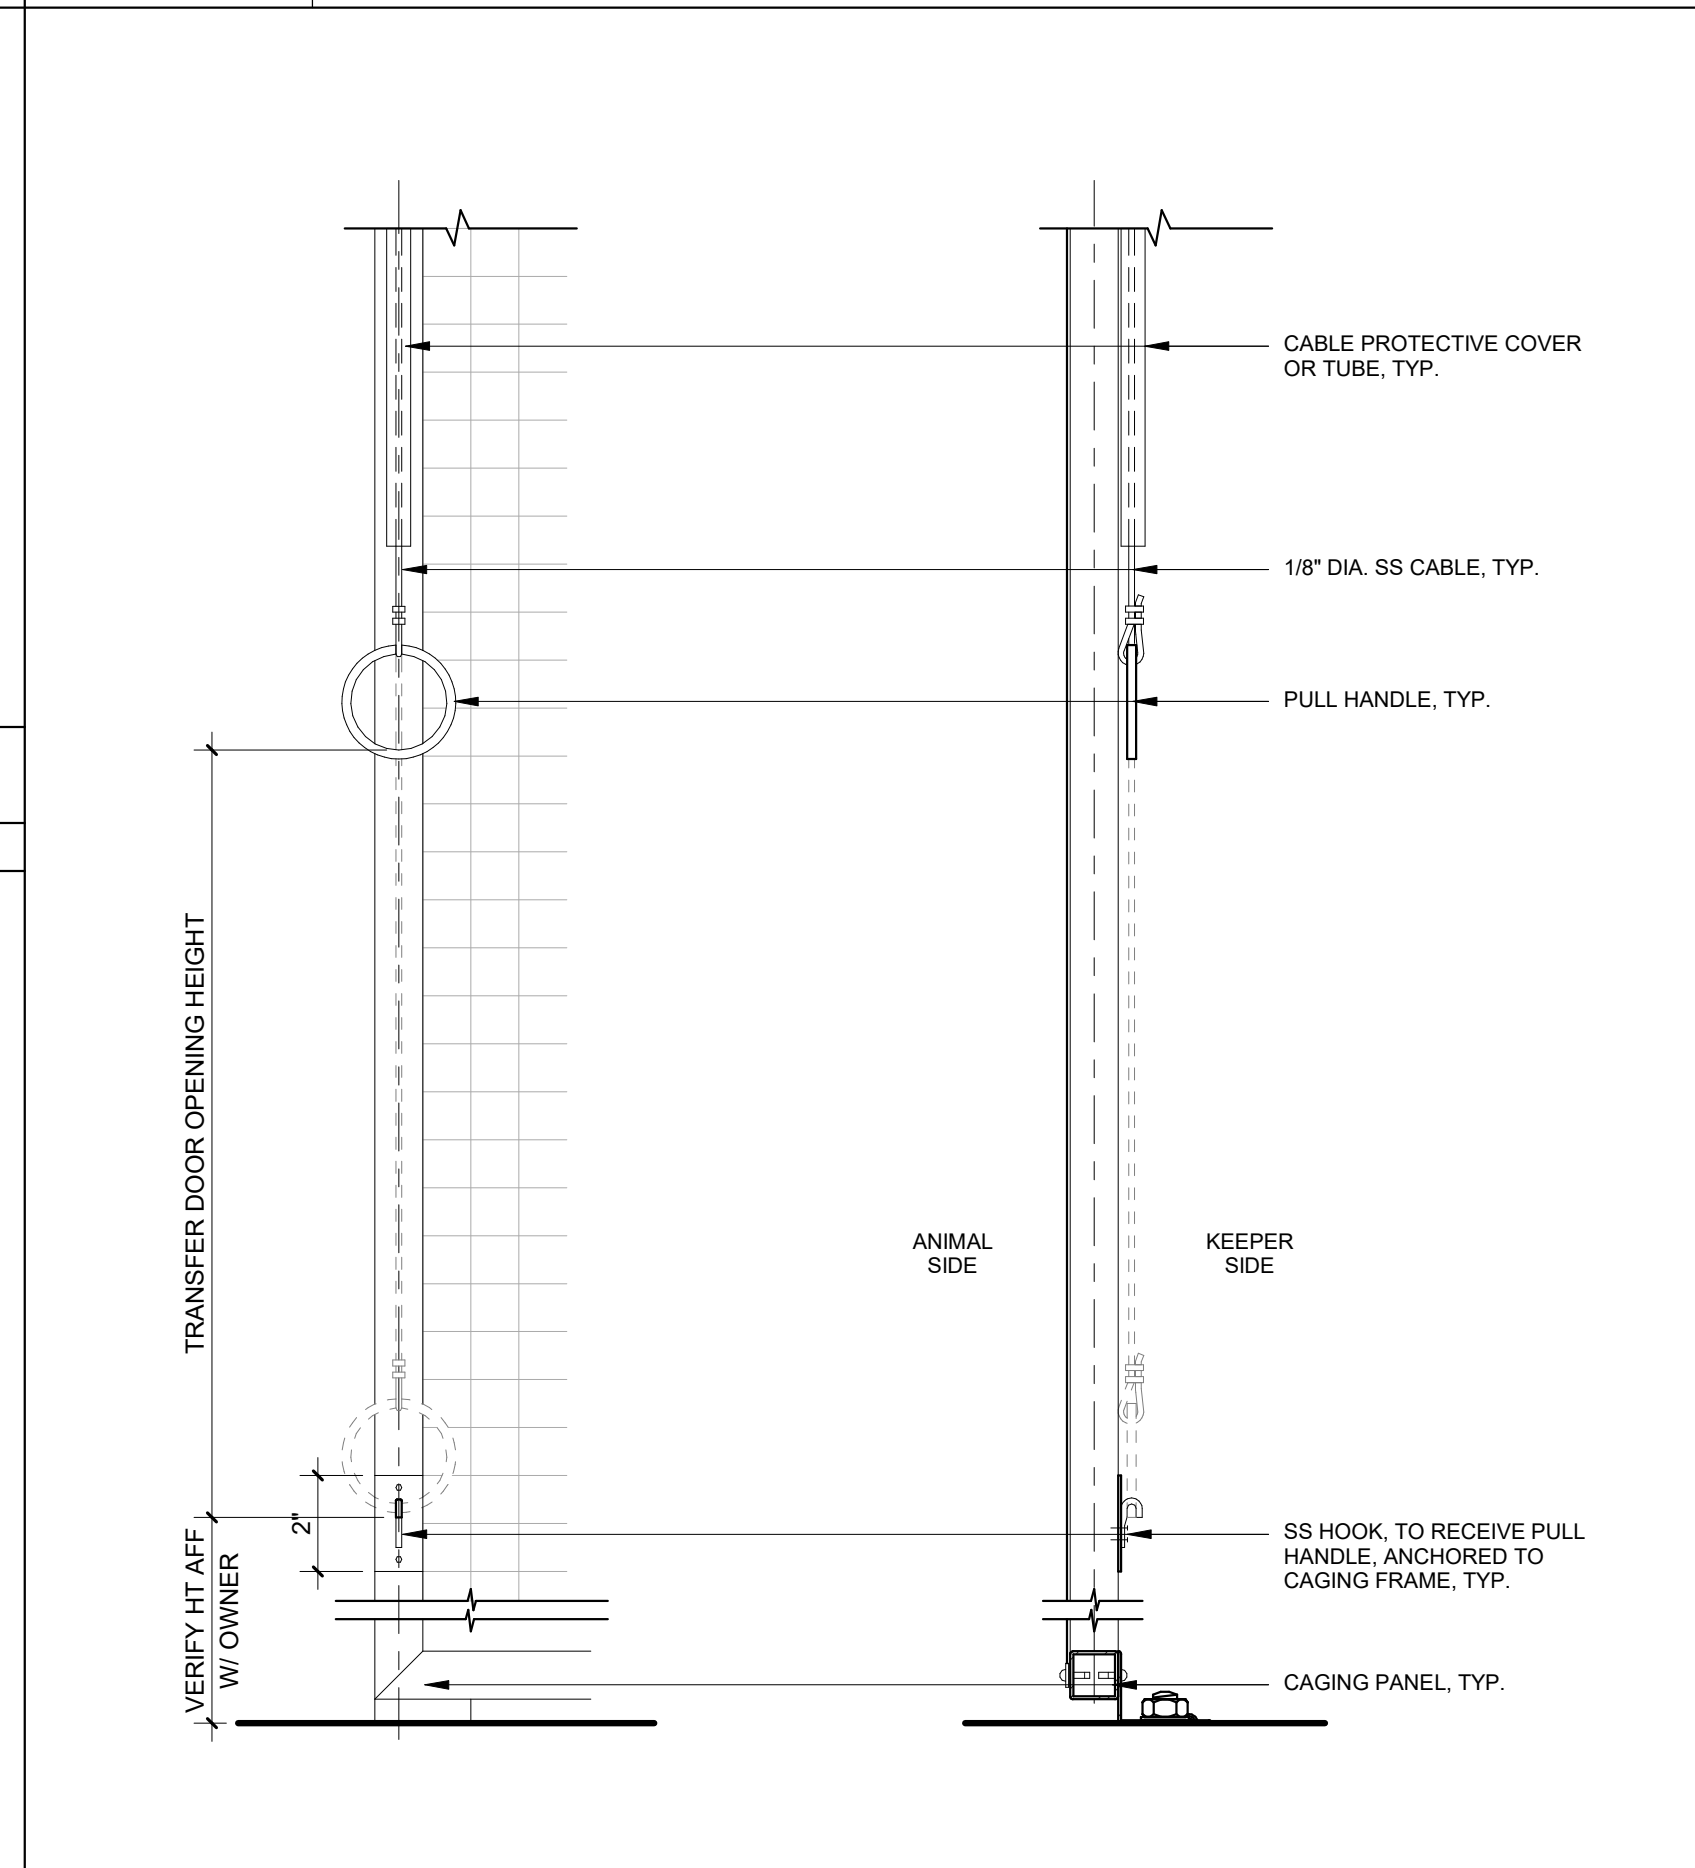 CABLE PROTECTIVE COVER
OR TUBE, TYP.
1/8" DIA. SS CABLE, TYP.
PULL HANDLE, TYP.
TRANSFER DOOR OPENING HEIGHT
ANIMAL
SIDE
KEEPER
SIDE
2"
VERIFY HT AFF
W/ OWNER
SS HOOK, TO RECEIVE PULL
HANDLE, ANCHORED TO
CAGING FRAME, TYP.
CAGING PANEL, TYP.